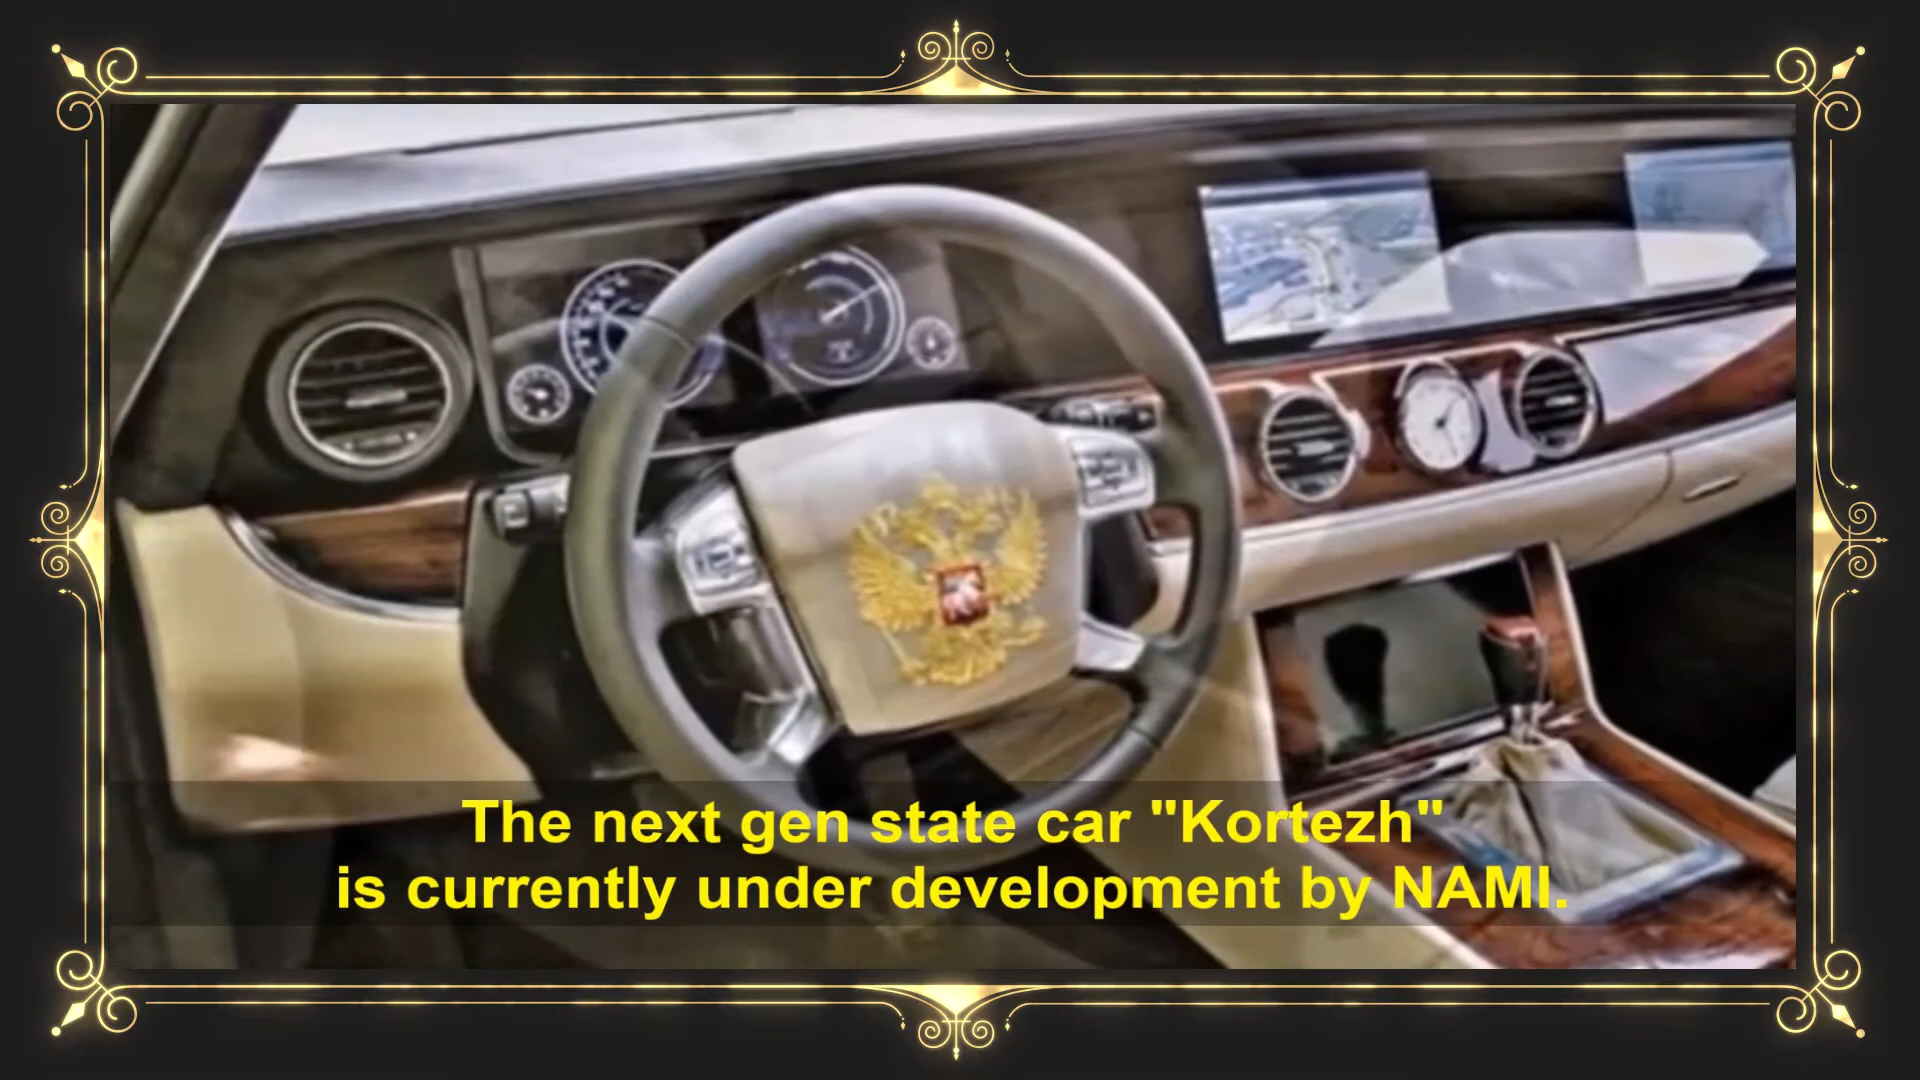 The next gen state car "Kortezh"
is currently under development by NAMI.